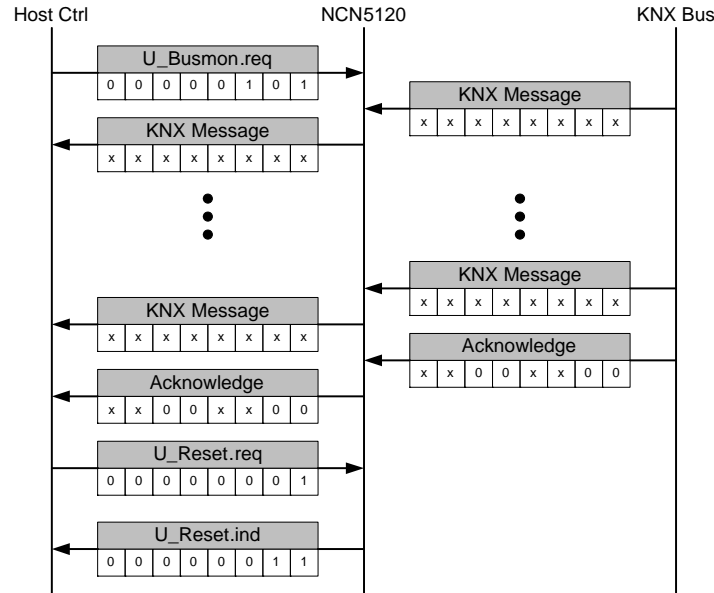 Host Ctrl NCN5120 KNX Bus
U_Busmon.req
0 0 0 0 0 1 0 1
KNX Message
x x x x x x x x
KNX Message
x x x x x x x x
KNX Message
x x x x x x x x
KNX Message
x x x x x x x x
Acknowledge
x x 0 0 x x 0 0
Acknowledge
x x 0 0 x x 0 0
U_Reset.req
0 0 0 0 0 0 0 1
U_Reset.ind
0 0 0 0 0 0 1 1